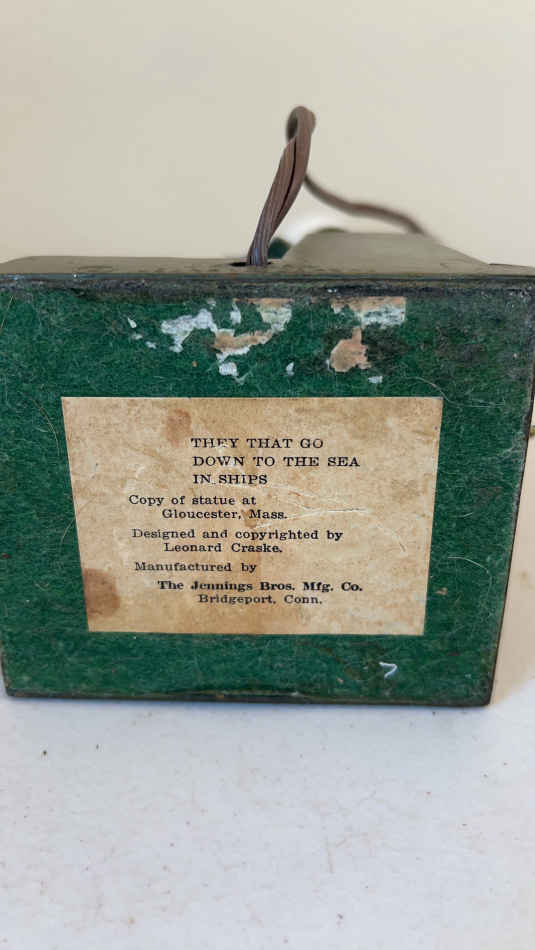 THEY THAT GO
DOWN TO THE SEA
IN SHIPS
Copy of statue at
Gloucester, Mass.
Designed and copyrighted by
Leonard Craske.
Manufactured by
The Jennings Bros. Mfg. Co.
Bridgeport, Conn.